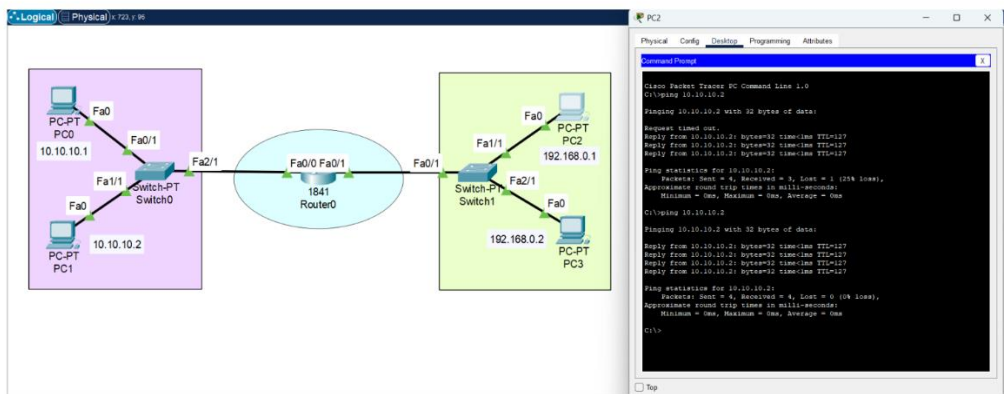 Logical Physical x: 723, y: 95
Fa0
PC-PT
PC0
10.10.10.1
Fa0/1
Fa1/1
Switch-PT
Switch0
Fa2/1
Fa0
PC-PT
PC1
10.10.10.2
Fa0/0 Fa0/1
1841
Router0
Fa0/1
Switch-PT
Switch1
Fa1/1
Fa0
PC-PT
PC2
192.168.0.1
Fa2/1
Fa0
192.168.0.2
PC-PT
PC3
PC2
Physical Config Desktop Programming Attributes
Command Prompt X
Cisco Packet Tracer PC Command Line 1.0
C:\>ping 10.10.10.2
Pinging 10.10.10.2 with 32 bytes of data:
Request timed out.
Reply from 10.10.10.2: bytes=32 time<1ms TTL=127
Reply from 10.10.10.2: bytes=32 time<1ms TTL=127
Reply from 10.10.10.2: bytes=32 time<1ms TTL=127
Ping statistics for 10.10.10.2:
Packets: Sent = 4, Received = 3, Lost = 1 (25% loss),
Approximate round trip times in milli-seconds:
Minimum = 0ms, Maximum = 0ms, Average = 0ms
C:\>ping 10.10.10.2
Pinging 10.10.10.2 with 32 bytes of data:
Reply from 10.10.10.2: bytes=32 time<1ms TTL=127
Reply from 10.10.10.2: bytes=32 time<1ms TTL=127
Reply from 10.10.10.2: bytes=32 time<1ms TTL=127
Reply from 10.10.10.2: bytes=32 time<1ms TTL=127
Ping statistics for 10.10.10.2:
Packets: Sent = 4, Received = 4, Lost = 0 (0% loss),
Approximate round trip times in milli-seconds:
Minimum = 0ms, Maximum = 0ms, Average = 0ms
C:\>
Top